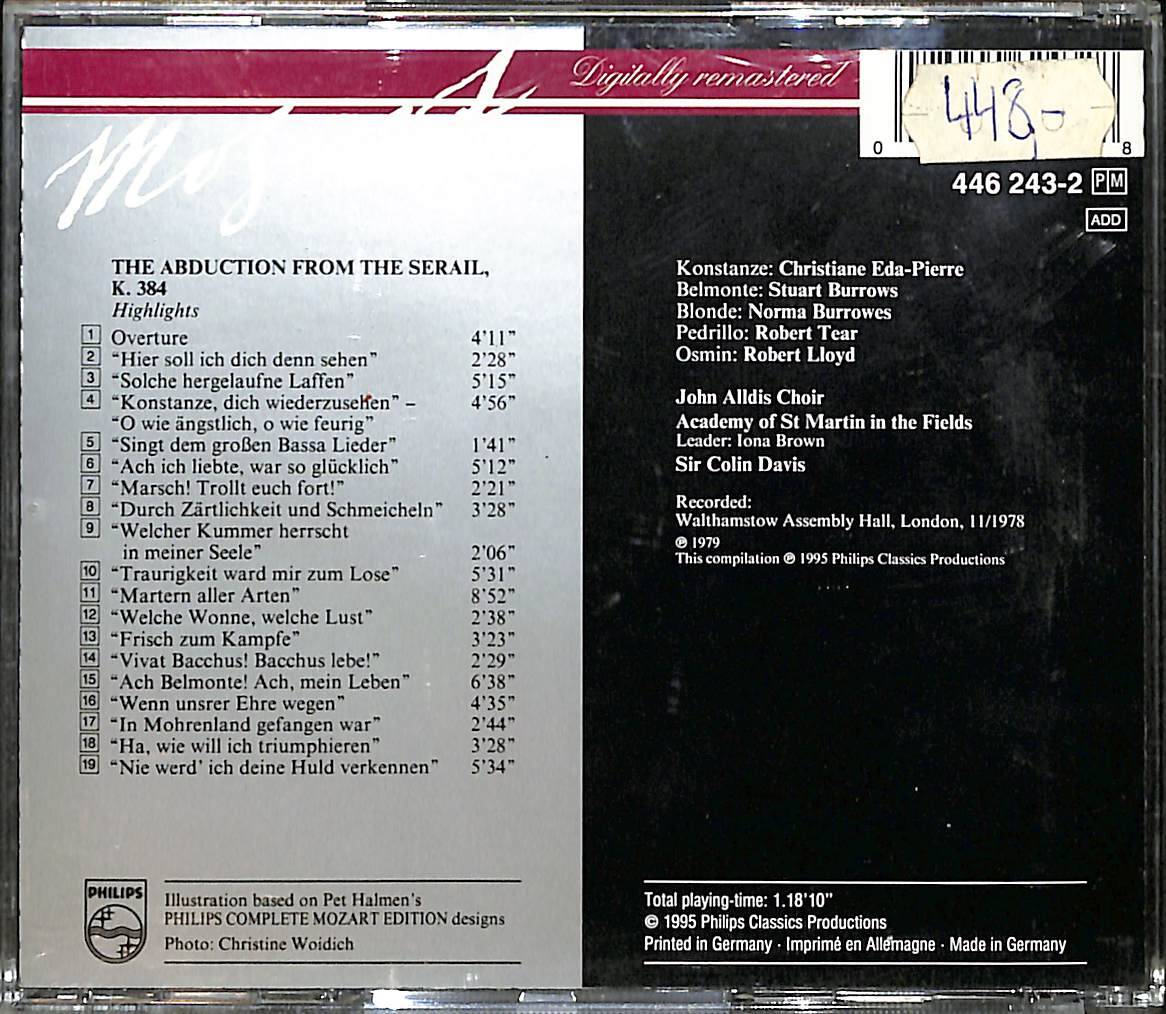 Digitally remastered
448,-
0 8
446 243-2 PM
ADD
Mozart
THE ABDUCTION FROM THE SERAIL,
K. 384
Highlights
1 Overture 4'11"
2 "Hier soll ich dich denn sehen" 2'28"
3 "Solche hergelaufne Laffen" 5'15"
4 "Konstanze, dich wiederzusehen" – 4'56"
"O wie ängstlich, o wie feurig"
5 "Singt dem großen Bassa Lieder" 1'41"
6 "Ach ich liebte, war so glücklich" 5'12"
7 "Marsch! Trollt euch fort!" 2'21"
8 "Durch Zärtlichkeit und Schmeicheln" 3'28"
9 "Welcher Kummer herrscht
in meiner Seele" 2'06"
10 "Traurigkeit ward mir zum Lose" 5'31"
11 "Martern aller Arten" 8'52"
12 "Welche Wonne, welche Lust" 2'38"
13 "Frisch zum Kampfe" 3'23"
14 "Vivat Bacchus! Bacchus lebe!" 2'29"
15 "Ach Belmonte! Ach, mein Leben" 6'38"
16 "Wenn unsrer Ehre wegen" 4'35"
17 "In Mohrenland gefangen war" 2'44"
18 "Ha, wie will ich triumphieren" 3'28"
19 "Nie werd' ich deine Huld verkennen" 5'34"
PHILIPS
Illustration based on Pet Halmen's
PHILIPS COMPLETE MOZART EDITION designs
Photo: Christine Woidich
Konstanze: Christiane Eda-Pierre
Belmonte: Stuart Burrows
Blonde: Norma Burrowes
Pedrillo: Robert Tear
Osmin: Robert Lloyd
John Alldis Choir
Academy of St Martin in the Fields
Leader: Iona Brown
Sir Colin Davis
Recorded:
Walthamstow Assembly Hall, London, 11/1978
℗ 1979
This compilation ℗ 1995 Philips Classics Productions
Total playing-time: 1.18'10"
© 1995 Philips Classics Productions
Printed in Germany · Imprimé en Allemagne · Made in Germany